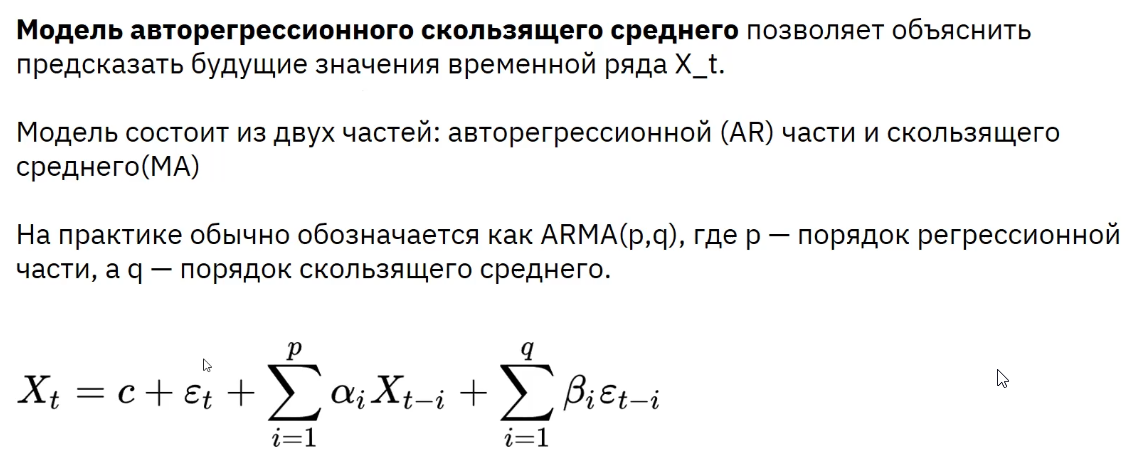 Модель авторегрессионного скользящего среднего позволяет объяснить
предсказать будущие значения временной ряда X_t.
Модель состоит из двух частей: авторегрессионной (AR) части и скользящего
среднего(MA)
На практике обычно обозначается как ARMA(p,q), где p — порядок регрессионной
части, а q — порядок скользящего среднего.
X_t = c + ε_t + \sum_{i=1}^{p} α_i X_{t−i} + \sum_{i=1}^{q} β_i ε_{t−i}